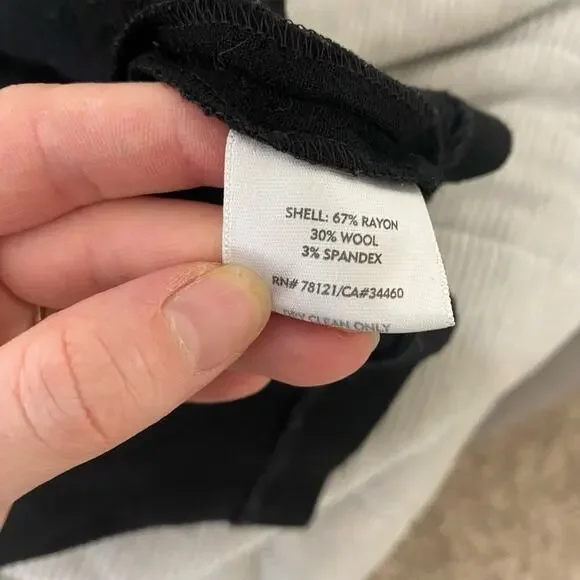 SHELL: 67% RAYON
30% WOOL
3% SPANDEX
RN# 78121/CA#34460
DRY CLEAN ONLY